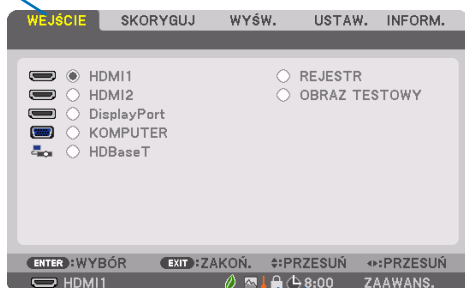 WEJŚCIE SKORYGUJ WYŚW. USTAW. INFORM.
HDMI1 REJESTR
HDMI2 OBRAZ TESTOWY
DisplayPort
KOMPUTER
HDBaseT
ENTER :WYBÓR EXIT :ZAKOŃ. :PRZESUŃ :PRZESUŃ
HDMI1 8:00 ZAAWANS.